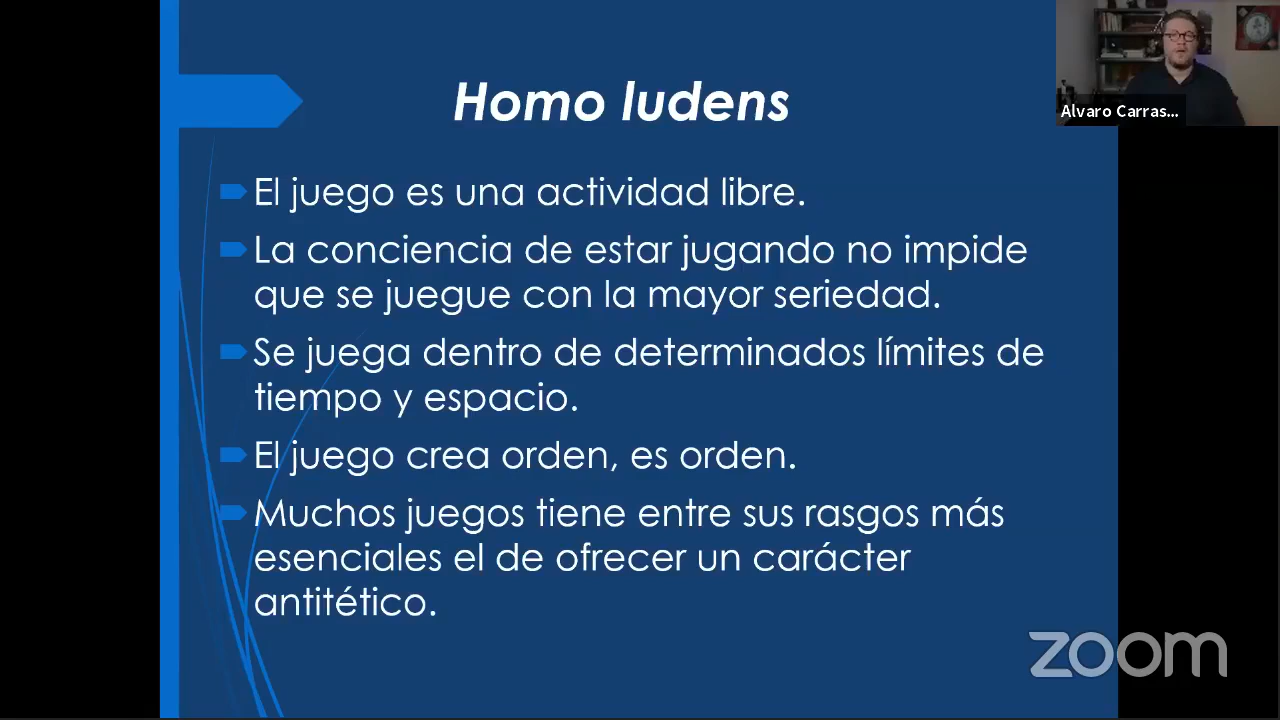 Homo ludens
El juego es una actividad libre.
La conciencia de estar jugando no impide
que se juegue con la mayor seriedad.
Se juega dentro de determinados límites de
tiempo y espacio.
El juego crea orden, es orden.
Muchos juegos tiene entre sus rasgos más
esenciales el de ofrecer un carácter
antitético.
Alvaro Carras...
zoom